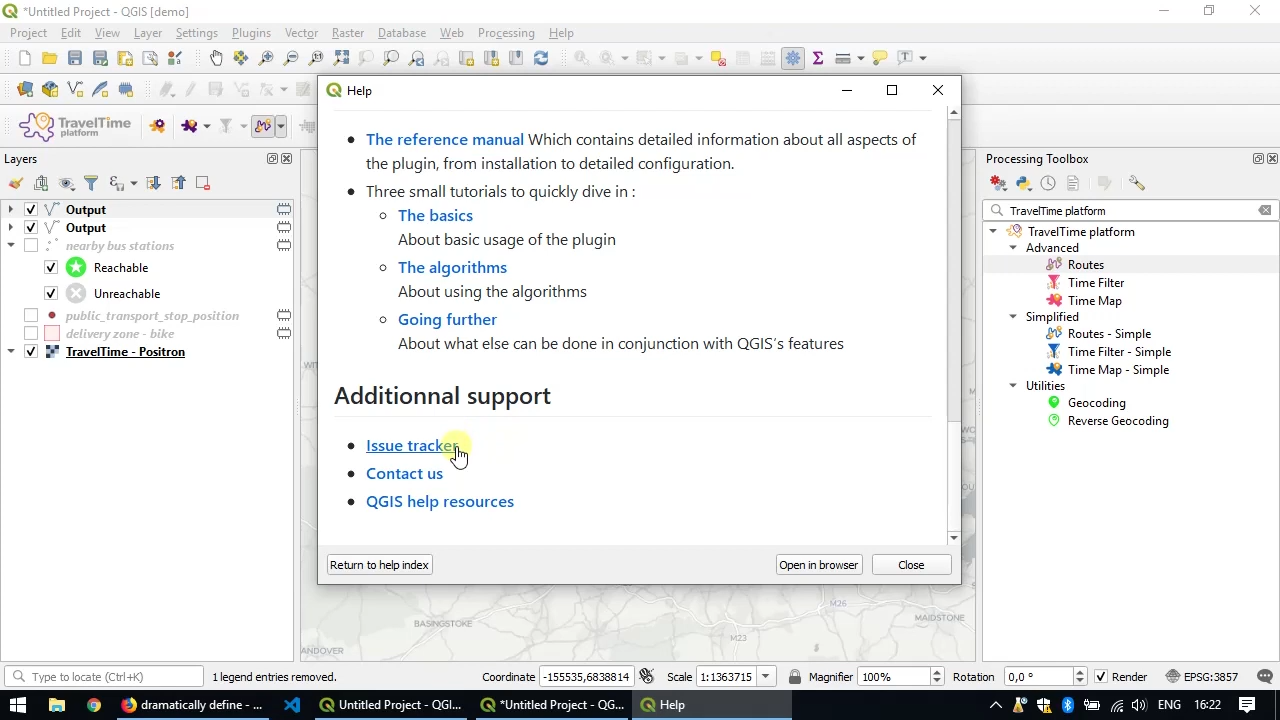 *Untitled Project - QGIS [demo]
Project Edit View Layer Settings Plugins Vector Raster Database Web Processing Help
TravelTime
platform
Help
Layers
Output
Output
nearby bus stations
Reachable
Unreachable
public_transport_stop_position
delivery zone - bike
TravelTime - Positron
The reference manual Which contains detailed information about all aspects of
the plugin, from installation to detailed configuration.
Three small tutorials to quickly dive in :
The basics
About basic usage of the plugin
The algorithms
About using the algorithms
Going further
About what else can be done in conjunction with QGIS's features
Additionnal support
Issue tracker
Contact us
QGIS help resources
Return to help index
Open in browser
Close
Processing Toolbox
TravelTime platform
TravelTime platform
Advanced
Routes
Time Filter
Time Map
Simplified
Routes - Simple
Time Filter - Simple
Time Map - Simple
Utilities
Geocoding
Reverse Geocoding
BASINGSTOKE
M26
MAIDSTONE
M23
ANDOVER
Type to locate (Ctrl+K)
1 legend entries removed.
Coordinate -155535,6838814
Scale 1:1363715
Magnifier 100%
Rotation 0,0 °
Render
EPSG:3857
dramatically define - ...
Untitled Project - QGI...
*Untitled Project - QG...
Help
ENG
16:22